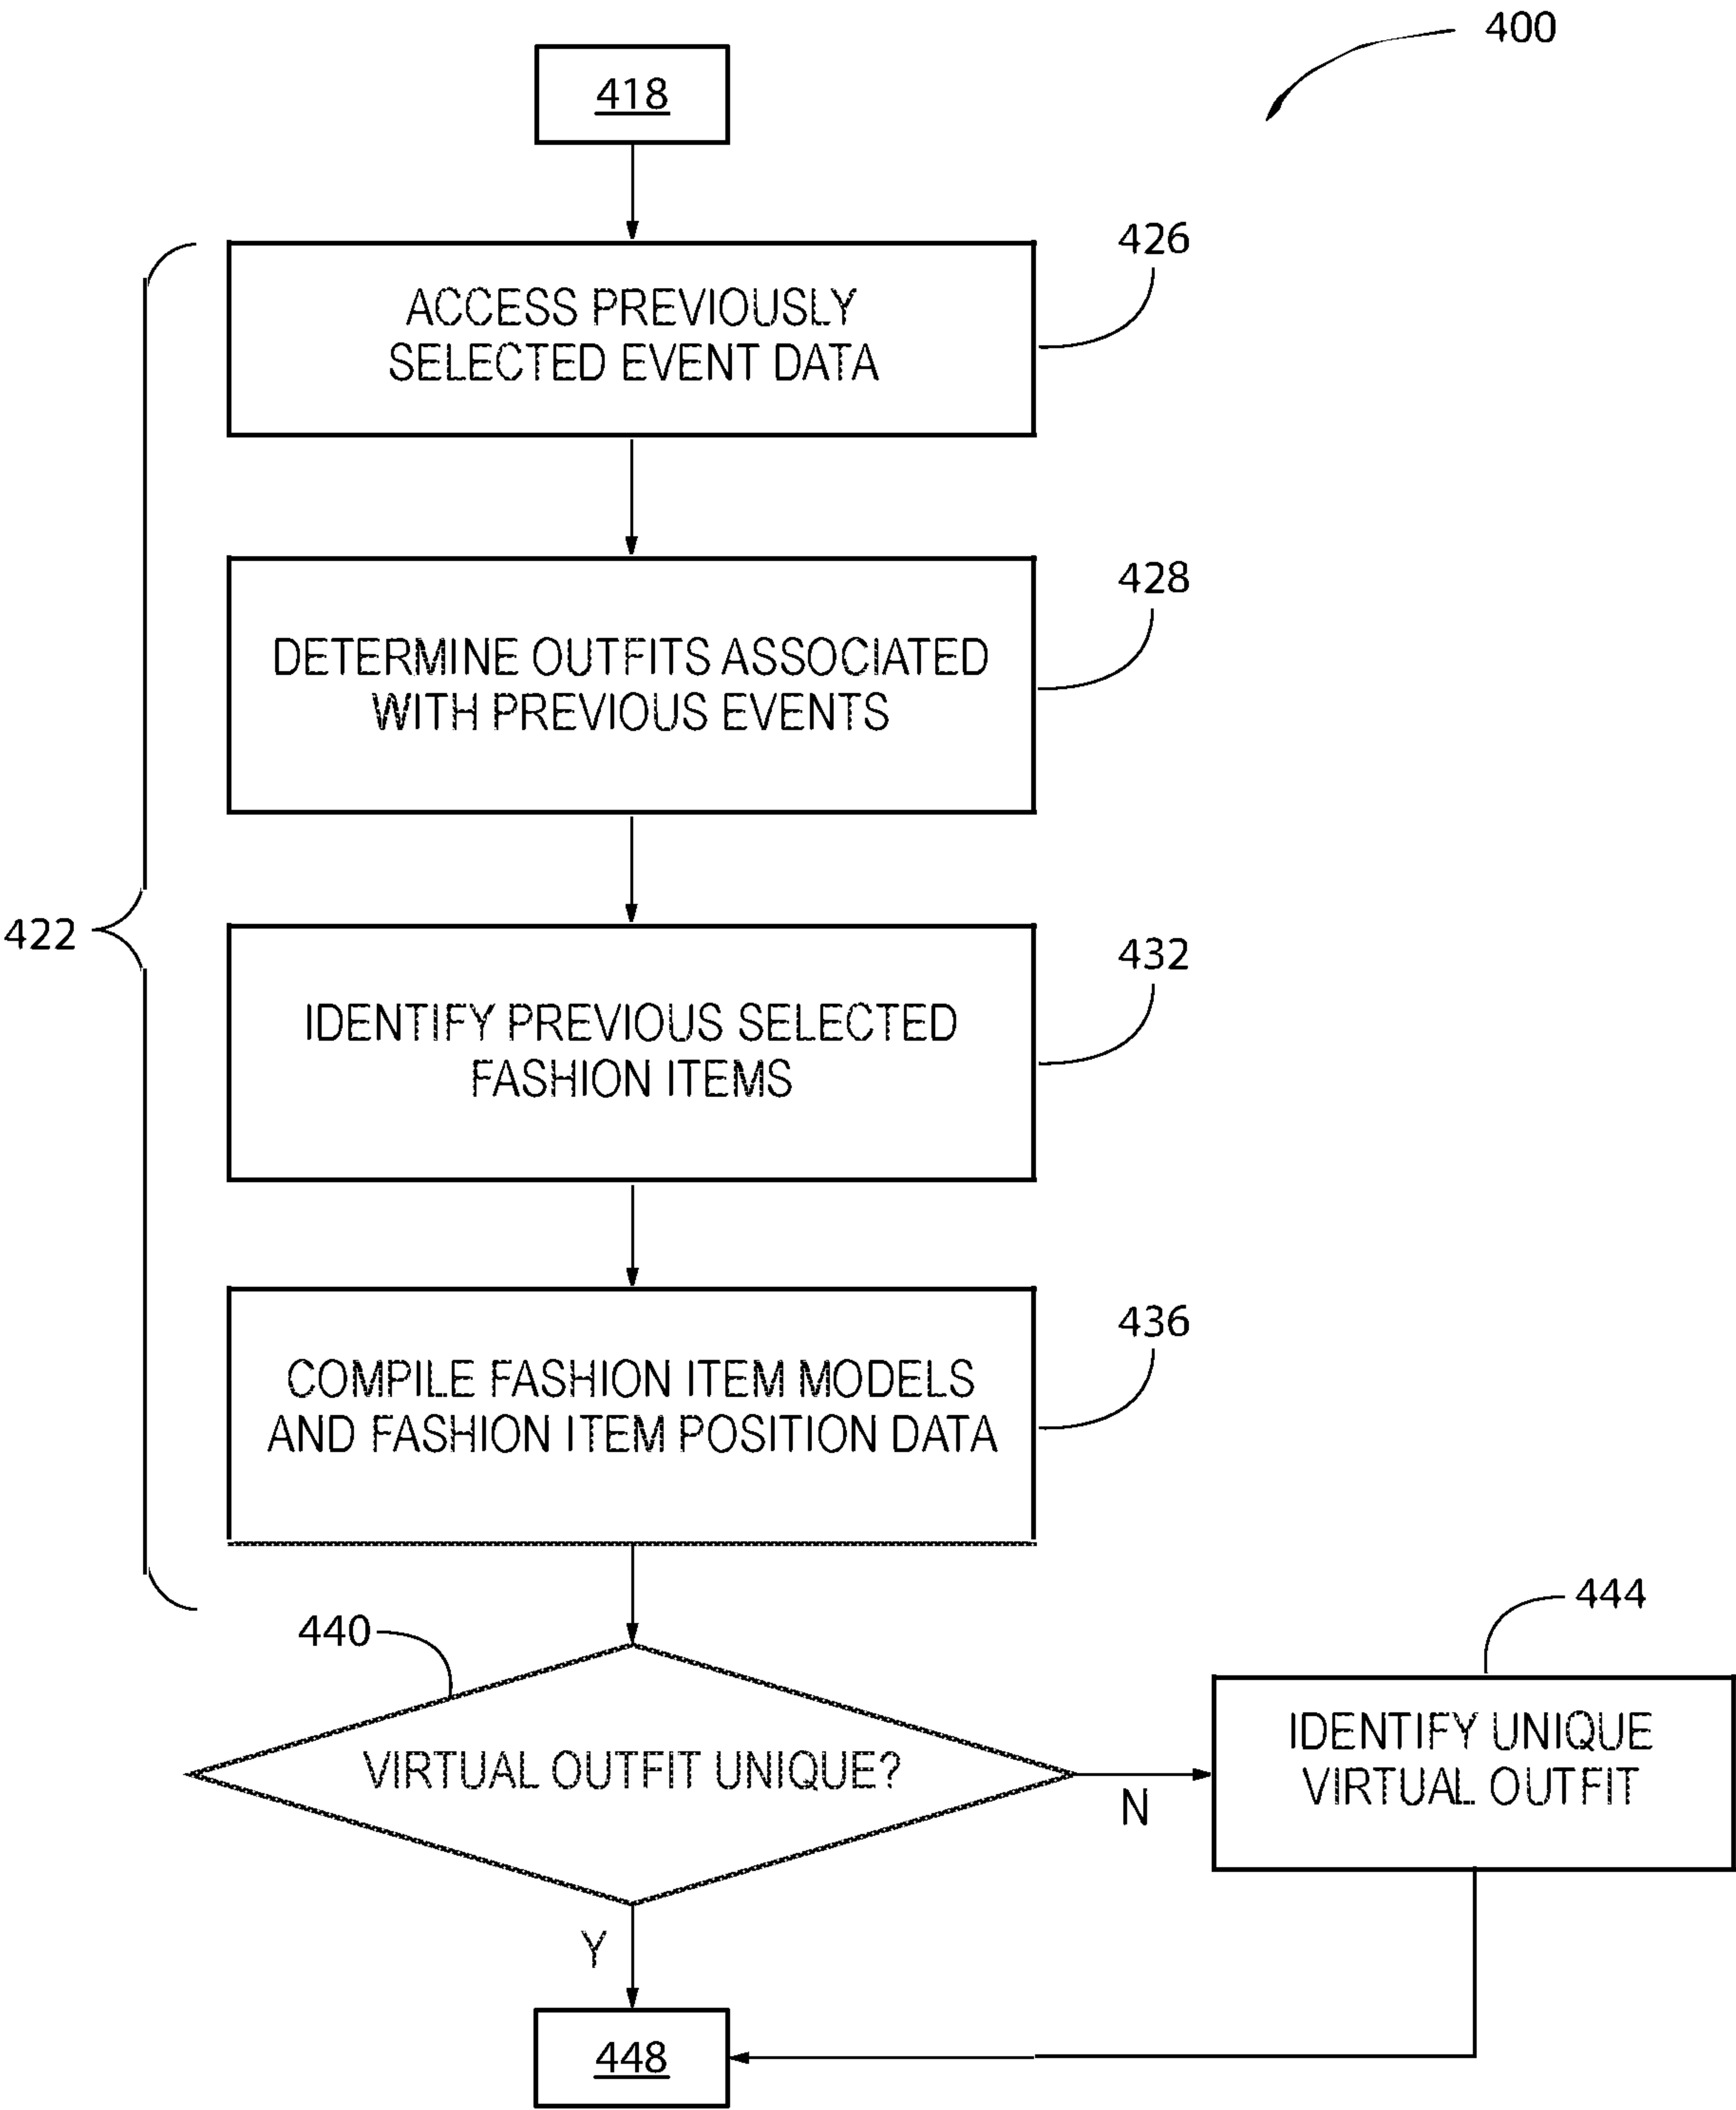 400
418
426
ACCESS PREVIOUSLY
SELECTED EVENT DATA
428
DETERMINE OUTFITS ASSOCIATED
WITH PREVIOUS EVENTS
422
432
IDENTIFY PREVIOUS SELECTED
FASHION ITEMS
436
COMPILE FASHION ITEM MODELS
AND FASHION ITEM POSITION DATA
440
444
VIRTUAL OUTFIT UNIQUE?
N
IDENTIFY UNIQUE
VIRTUAL OUTFIT
Y
448